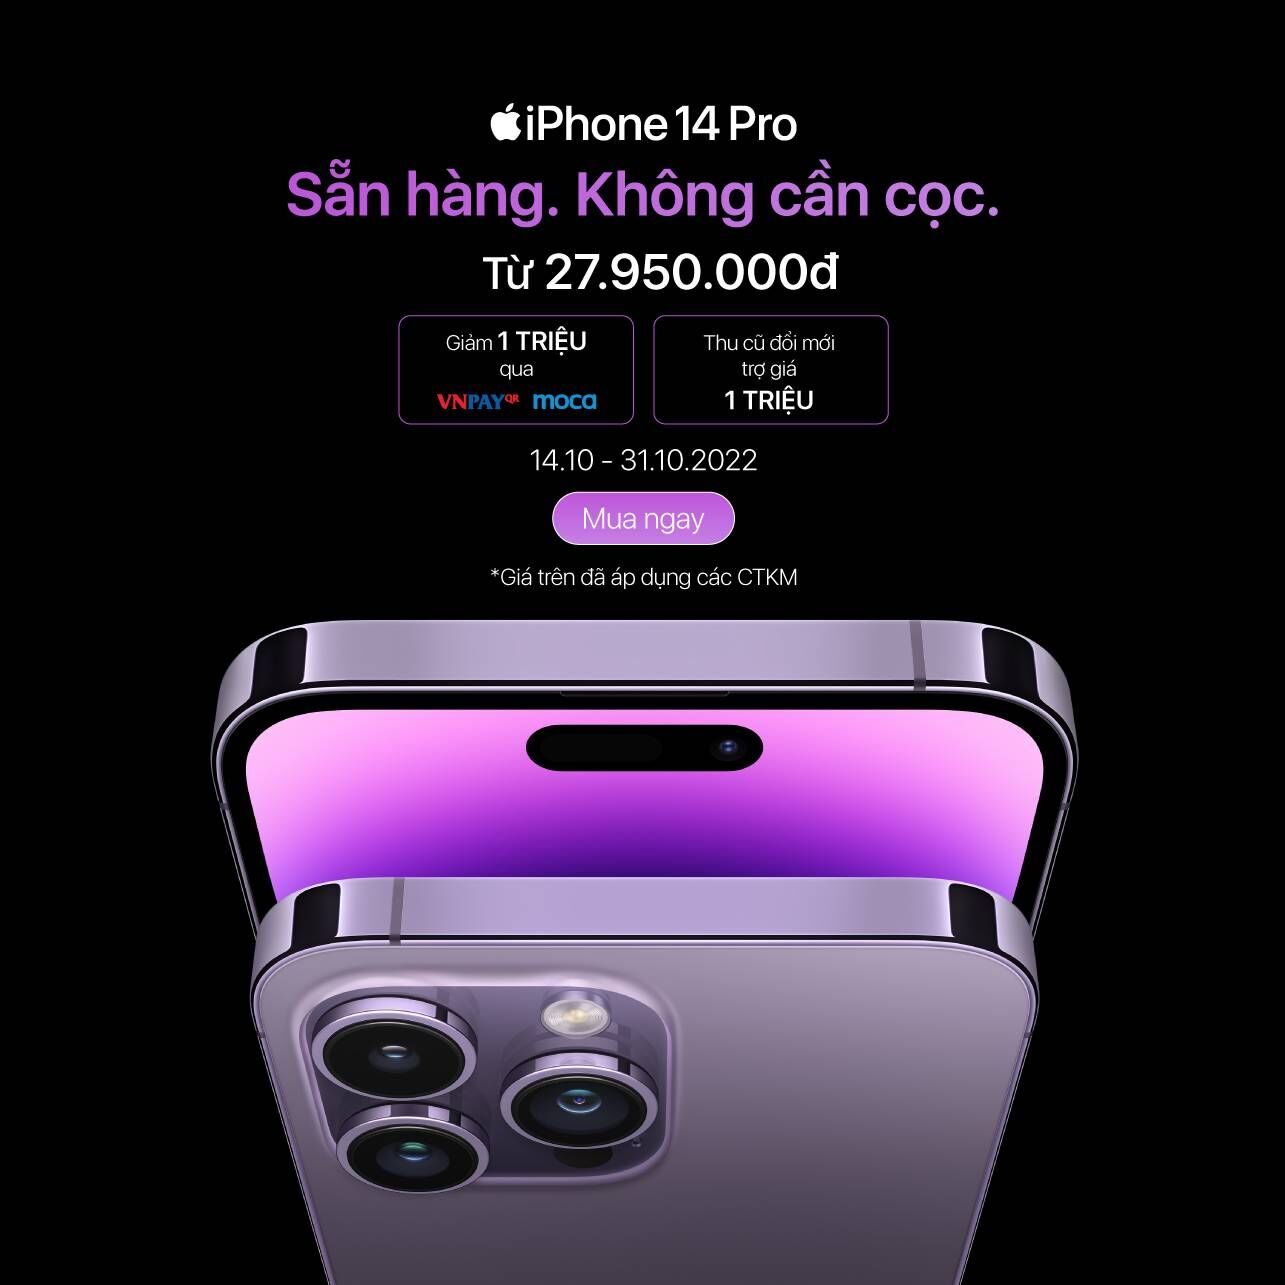 iPhone 14 Pro
Sẵn hàng. Không cần cọc.
Từ 27.950.000đ
Giảm 1 TRIỆU
qua
VNPAYQR moca
Thu cũ đổi mới
trợ giá
1 TRIỆU
14.10 - 31.10.2022
Mua ngay
*Giá trên đã áp dụng các CTKM